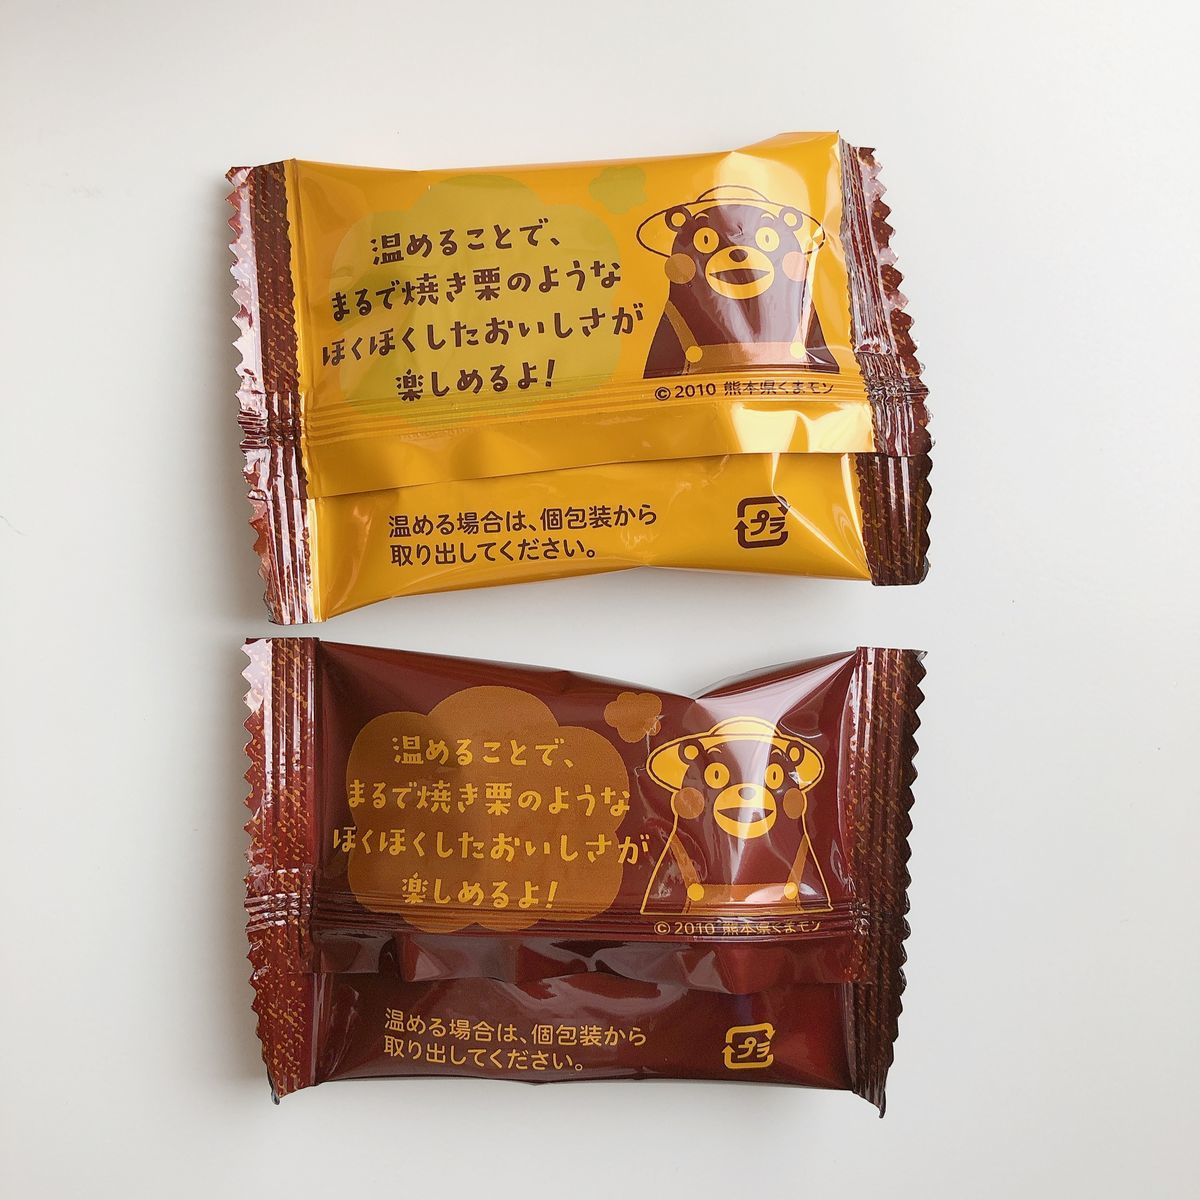 温めることで、
まるで焼き栗のような
ほくほくしたおいしさが
楽しめるよ!
©2010 熊本県くまモン
温める場合は、個包装から
取り出してください。
プラ
温めることで、
まるで焼き栗のような
ほくほくしたおいしさが
楽しめるよ!
©2010 熊本県くまモン
温める場合は、個包装から
取り出してください。
プラ